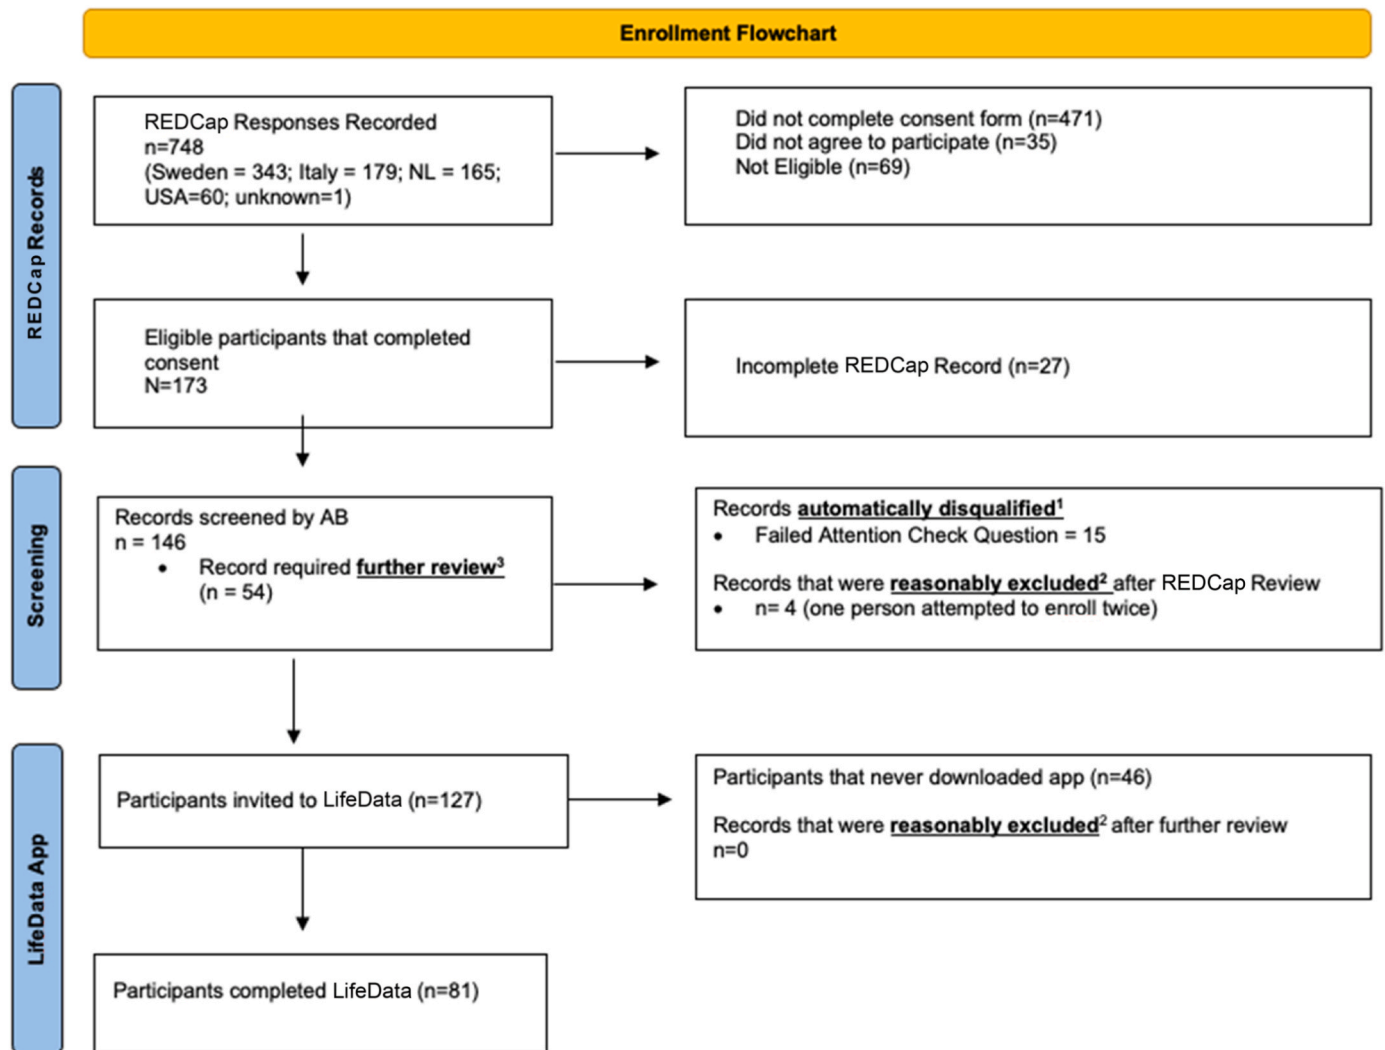 Enrollment Flowchart
REDCap Records
REDCap Responses Recorded
n=748
(Sweden = 343; Italy = 179; NL = 165;
USA=60; unknown=1)
Did not complete consent form (n=471)
Did not agree to participate (n=35)
Not Eligible (n=69)
Eligible participants that completed
consent
N=173
Incomplete REDCap Record (n=27)
Screening
Records screened by AB
n = 146
• Record required further review³
(n = 54)
Records automatically disqualified¹
• Failed Attention Check Question = 15
Records that were reasonably excluded² after REDCap Review
• n= 4 (one person attempted to enroll twice)
LifeData App
Participants invited to LifeData (n=127)
Participants that never downloaded app (n=46)
Records that were reasonably excluded² after further review
n=0
Participants completed LifeData (n=81)